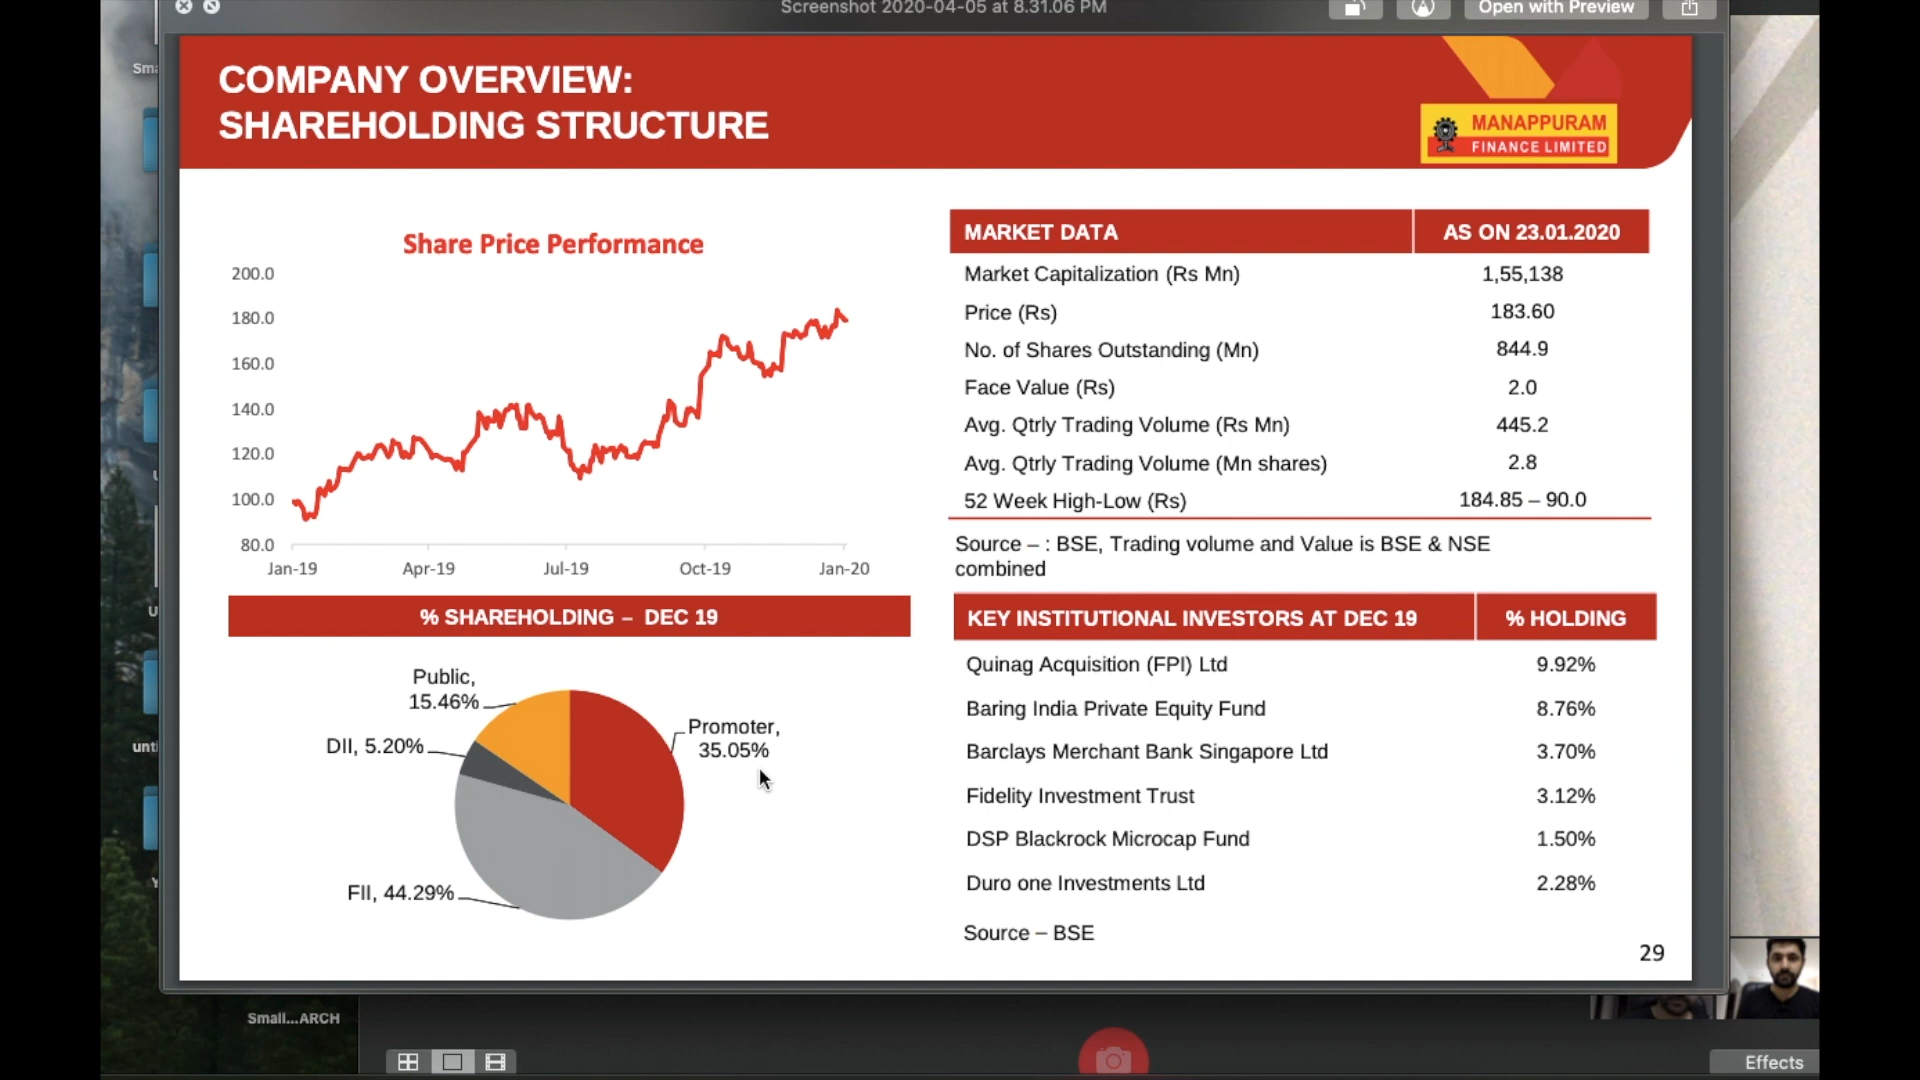 Screenshot 2020-04-05 at 8.31.06 PM
Open with Preview
COMPANY OVERVIEW:
SHAREHOLDING STRUCTURE
MANAPPURAM
FINANCE LIMITED
Share Price Performance
200.0
180.0
160.0
140.0
120.0
100.0
80.0
Jan-19 Apr-19 Jul-19 Oct-19 Jan-20
MARKET DATA AS ON 23.01.2020
Market Capitalization (Rs Mn) 1,55,138
Price (Rs) 183.60
No. of Shares Outstanding (Mn) 844.9
Face Value (Rs) 2.0
Avg. Qtrly Trading Volume (Rs Mn) 445.2
Avg. Qtrly Trading Volume (Mn shares) 2.8
52 Week High-Low (Rs) 184.85 – 90.0
Source – : BSE, Trading volume and Value is BSE & NSE
combined
% SHAREHOLDING – DEC 19
Public,
15.46%
Promoter,
35.05%
DII, 5.20%
FII, 44.29%
KEY INSTITUTIONAL INVESTORS AT DEC 19 % HOLDING
Quinag Acquisition (FPI) Ltd 9.92%
Baring India Private Equity Fund 8.76%
Barclays Merchant Bank Singapore Ltd 3.70%
Fidelity Investment Trust 3.12%
DSP Blackrock Microcap Fund 1.50%
Duro one Investments Ltd 2.28%
Source – BSE
29
Small...ARCH
Effects